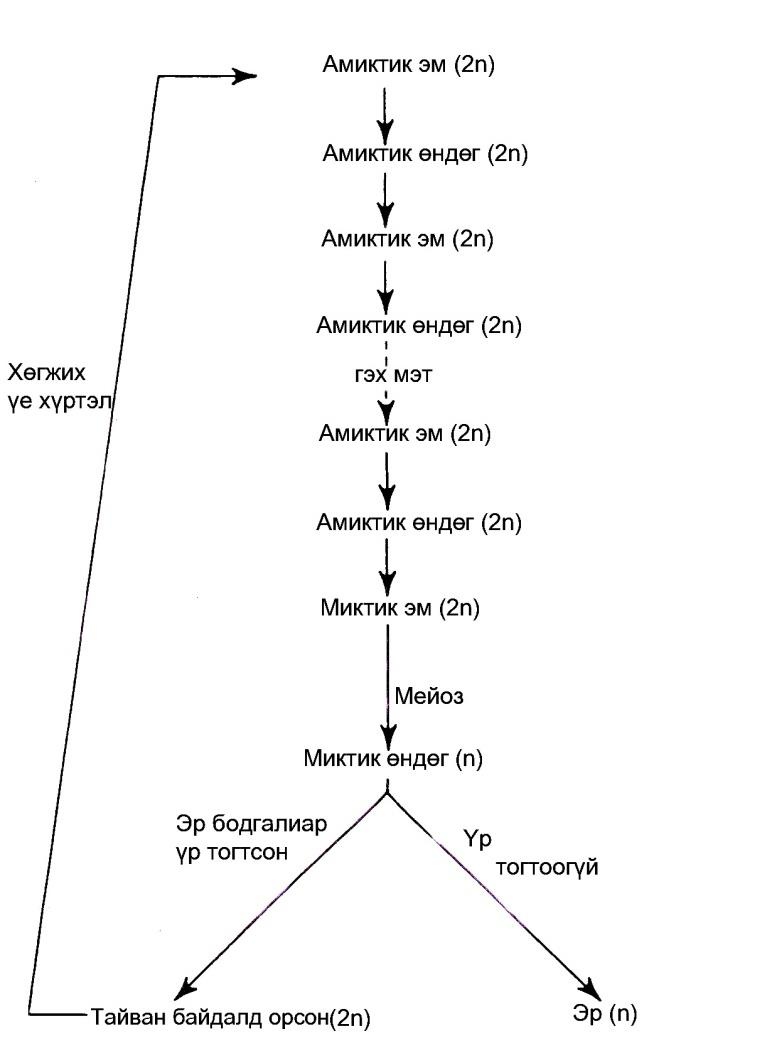 Амиктик эм (2n)
Амиктик өндөг (2n)
Амиктик эм (2n)
Амиктик өндөг (2n)
Хөгжих
үе хүртэл
гэх мэт
Амиктик эм (2n)
Амиктик өндөг (2n)
Миктик эм (2n)
Мейоз
Миктик өндөг (n)
Эр бодгалиар
үр тогтсон
Үр
тогтоогүй
Тайван байдалд орсон(2n)
Эр (n)